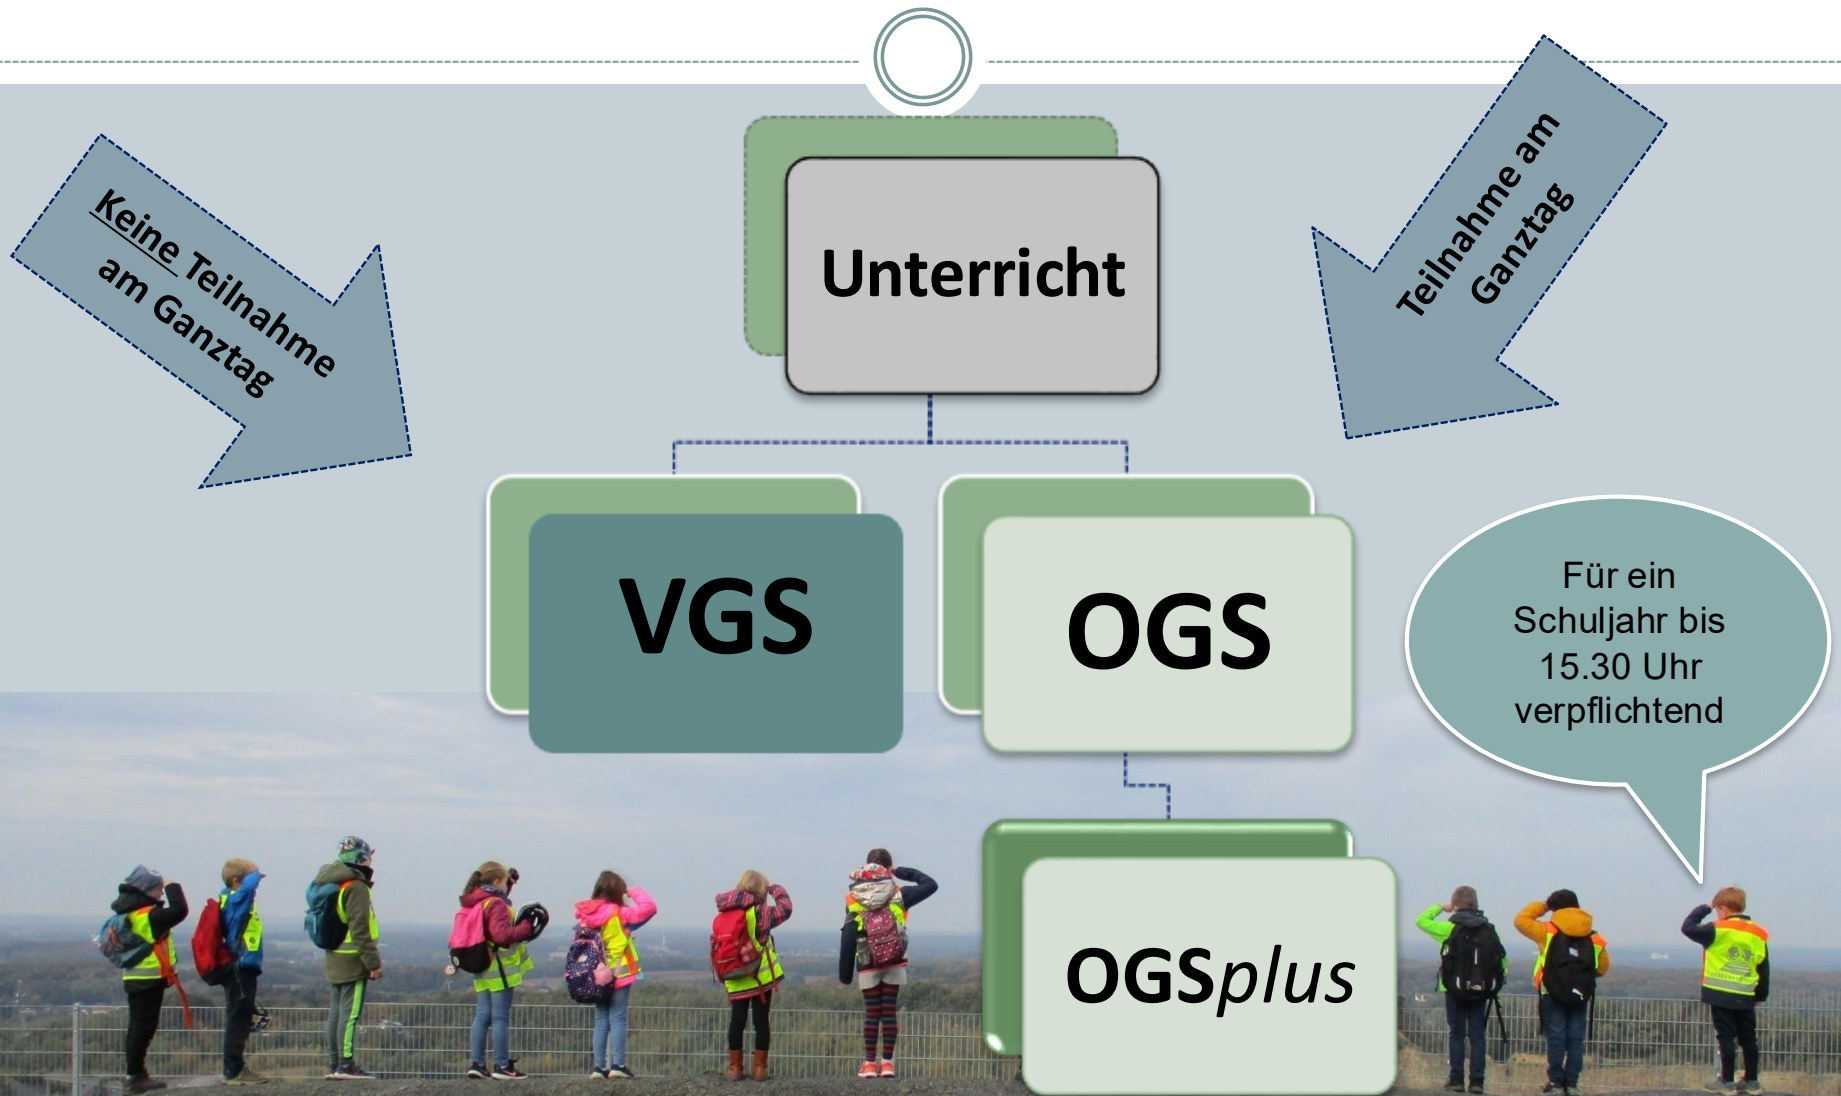 Keine Teilnahme
am Ganztag
Unterricht
Teilnahme am
Ganztag
VGS
OGS
Für ein
Schuljahr bis
15.30 Uhr
verpflichtend
OGSplus